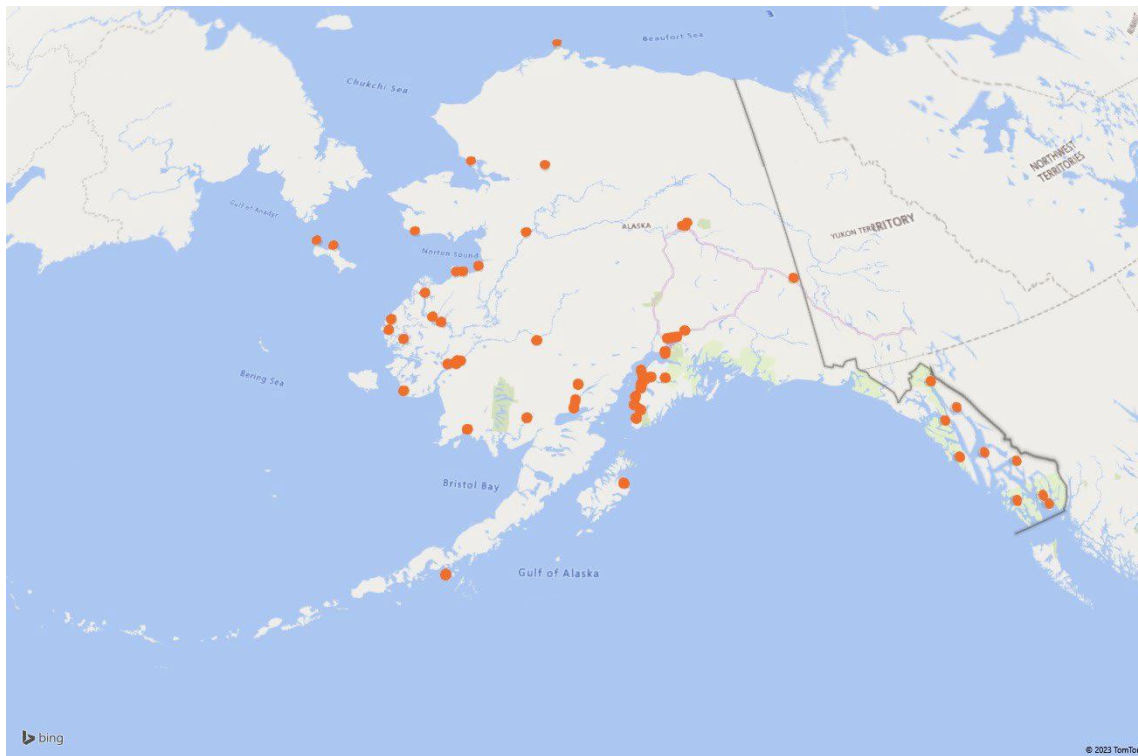 Beaufort Sea
Chukchi Sea
NORTHWEST
TERRITORIES
Gulf of Anadyr
ALASKA
YUKON TERRITORY
Norton Sound
Bering Sea
Bristol Bay
Gulf of Alaska
bing
© 2023 TomTo